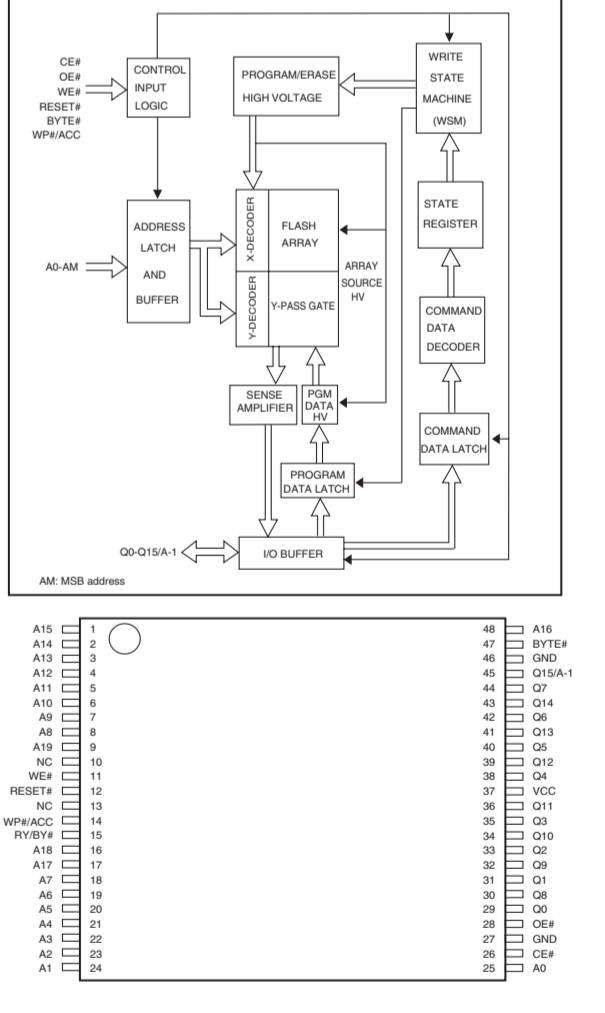 CE#
OE#
WE#
RESET#
BYTE#
WP#/ACC
CONTROL
INPUT
LOGIC
PROGRAM/ERASE
HIGH VOLTAGE
WRITE
STATE
MACHINE
(WSM)
STATE
REGISTER
COMMAND
DATA
DECODER
COMMAND
DATA LATCH
A0-AM
ADDRESS
LATCH
AND
BUFFER
X-DECODER
FLASH
ARRAY
Y-DECODER
Y-PASS GATE
ARRAY
SOURCE
HV
SENSE
AMPLIFIER
PGM
DATA
HV
PROGRAM
DATA LATCH
Q0-Q15/A-1
I/O BUFFER
AM: MSB address
A15 1 48 A16
A14 2 47 BYTE#
A13 3 46 GND
A12 4 45 Q15/A-1
A11 5 44 Q7
A10 6 43 Q14
A9 7 42 Q6
A8 8 41 Q13
A19 9 40 Q5
NC 10 39 Q12
WE# 11 38 Q4
RESET# 12 37 VCC
NC 13 36 Q11
WP#/ACC 14 35 Q3
RY/BY# 15 34 Q10
A18 16 33 Q2
A17 17 32 Q9
A7 18 31 Q1
A6 19 30 Q8
A5 20 29 Q0
A4 21 28 OE#
A3 22 27 GND
A2 23 26 CE#
A1 24 25 A0